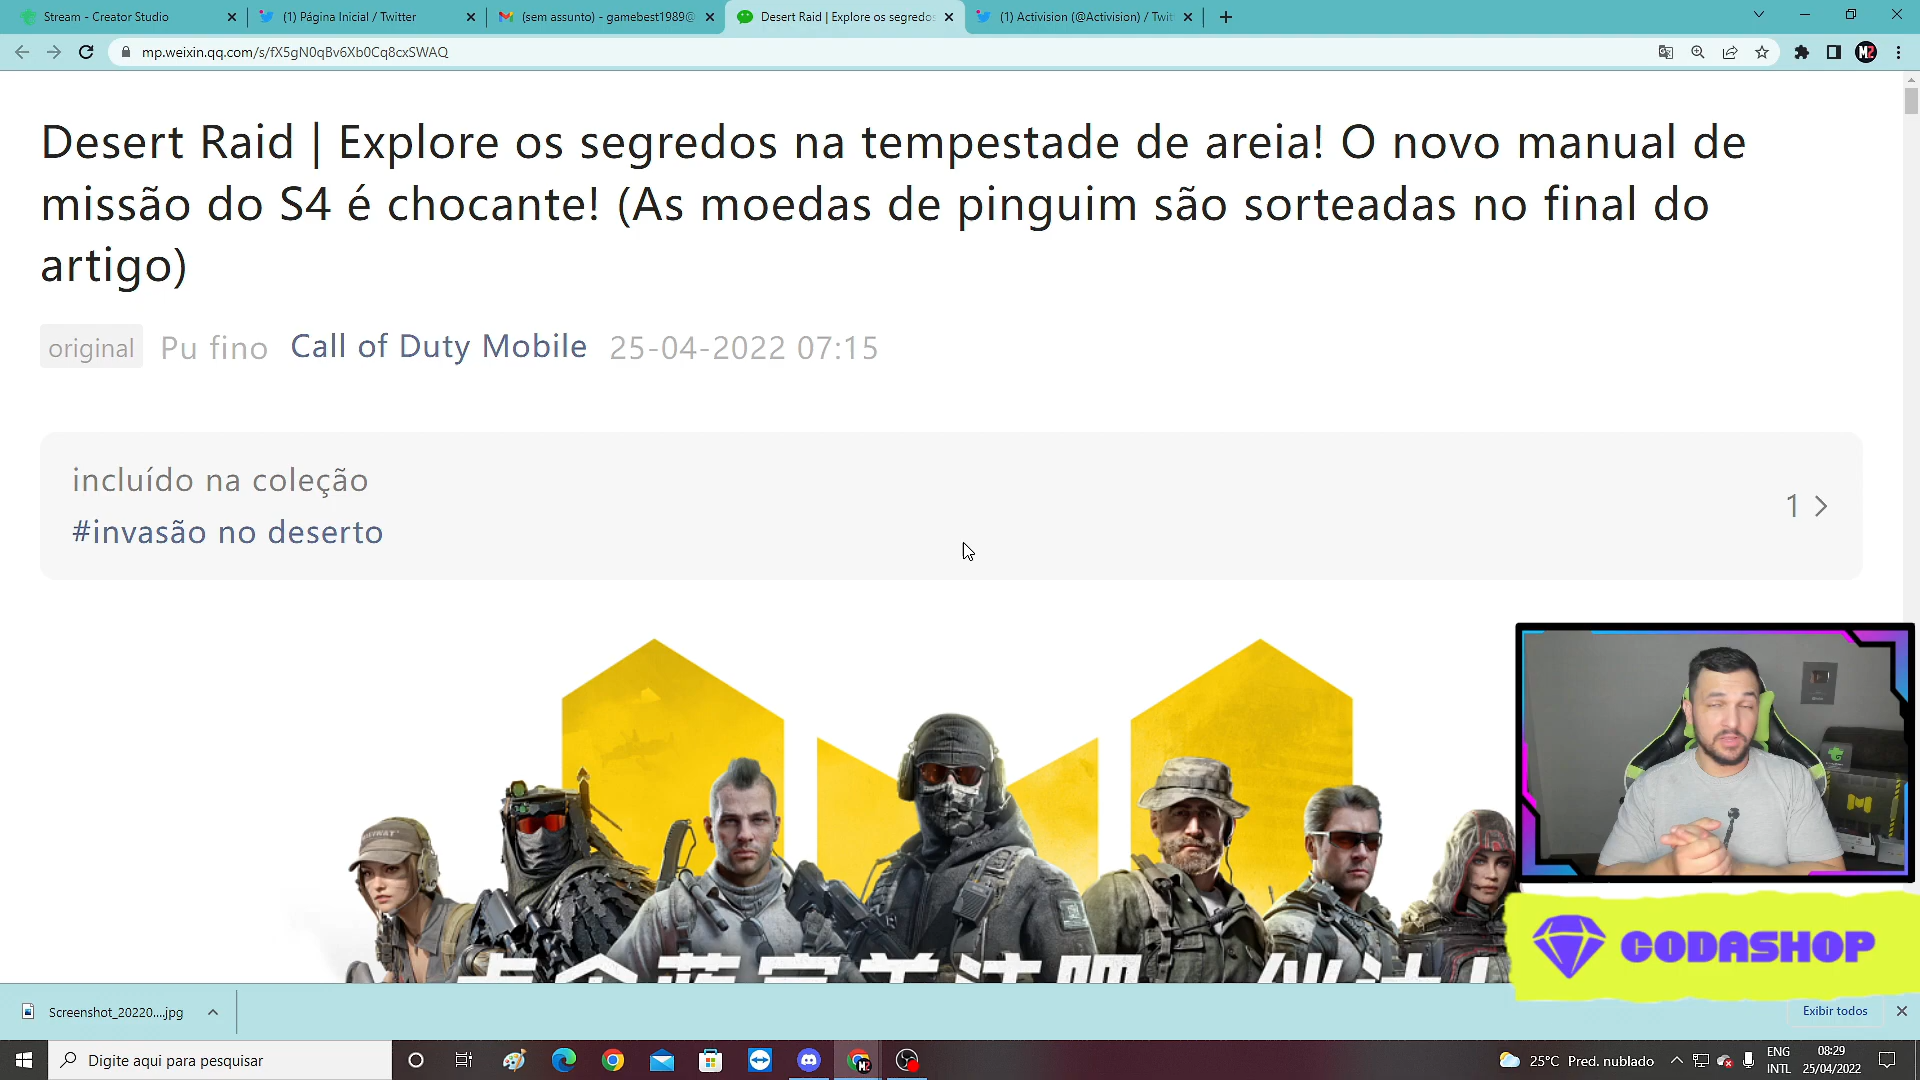 Stream - Creator Studio
(1) Página Inicial / Twitter
(sem assunto) - gamebest1989@
Desert Raid | Explore os segredos
(1) Activision (@Activision) / Twit
mp.weixin.qq.com/s/fX5gN0qBv6Xb0Cq8cxSWAQ
Desert Raid | Explore os segredos na tempestade de areia! O novo manual de
missão do S4 é chocante! (As moedas de pinguim são sorteadas no final do
artigo)
original Pu fino Call of Duty Mobile 25-04-2022 07:15
incluído na coleção
#invasão no deserto
1
CODASHOP
Screenshot_20220....jpg
Exibir todos
Digite aqui para pesquisar
25°C Pred. nublado
ENG
INTL
08:29
25/04/2022